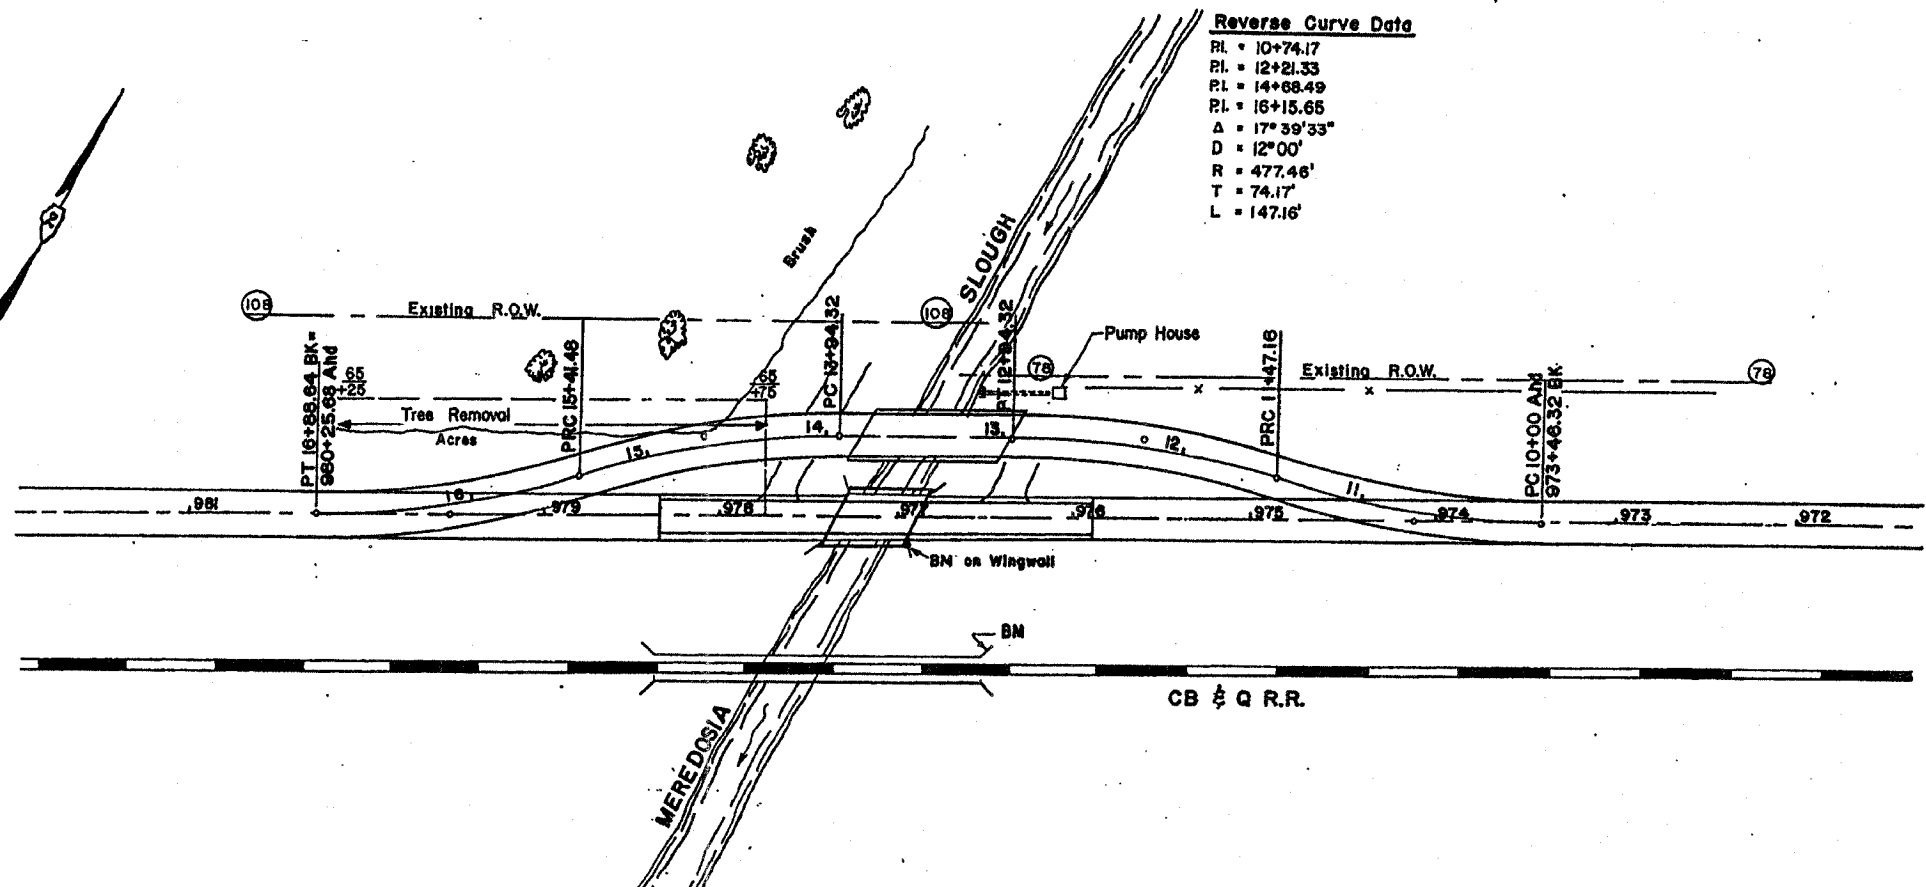 Reverse Curve Data
P.I. = 10+74.17
P.I. = 12+21.33
P.I. = 14+68.49
P.I. = 16+15.65
Δ = 17°39'33"
D = 12°00'
R = 477.46'
T = 74.17'
L = 147.16'
SLOUGH
Brush
108
Existing R.O.W.
108
Pump House
78
Existing R.O.W.
78
PT 16+88.64 BK=
980+25.68 Ahd
65
+25
PRC 15+41.48
65
+75
PC 13+94.32
PT 12+94.32
PRC 11+47.16
PC 10+00 Ahd
973+46.32 BK
Tree Removal
Acres
16
15
14
13
12
11
981
979
978
977
976
975
974
973
972
BM on Wingwall
BM
CB & Q R.R.
MEREDOSIA